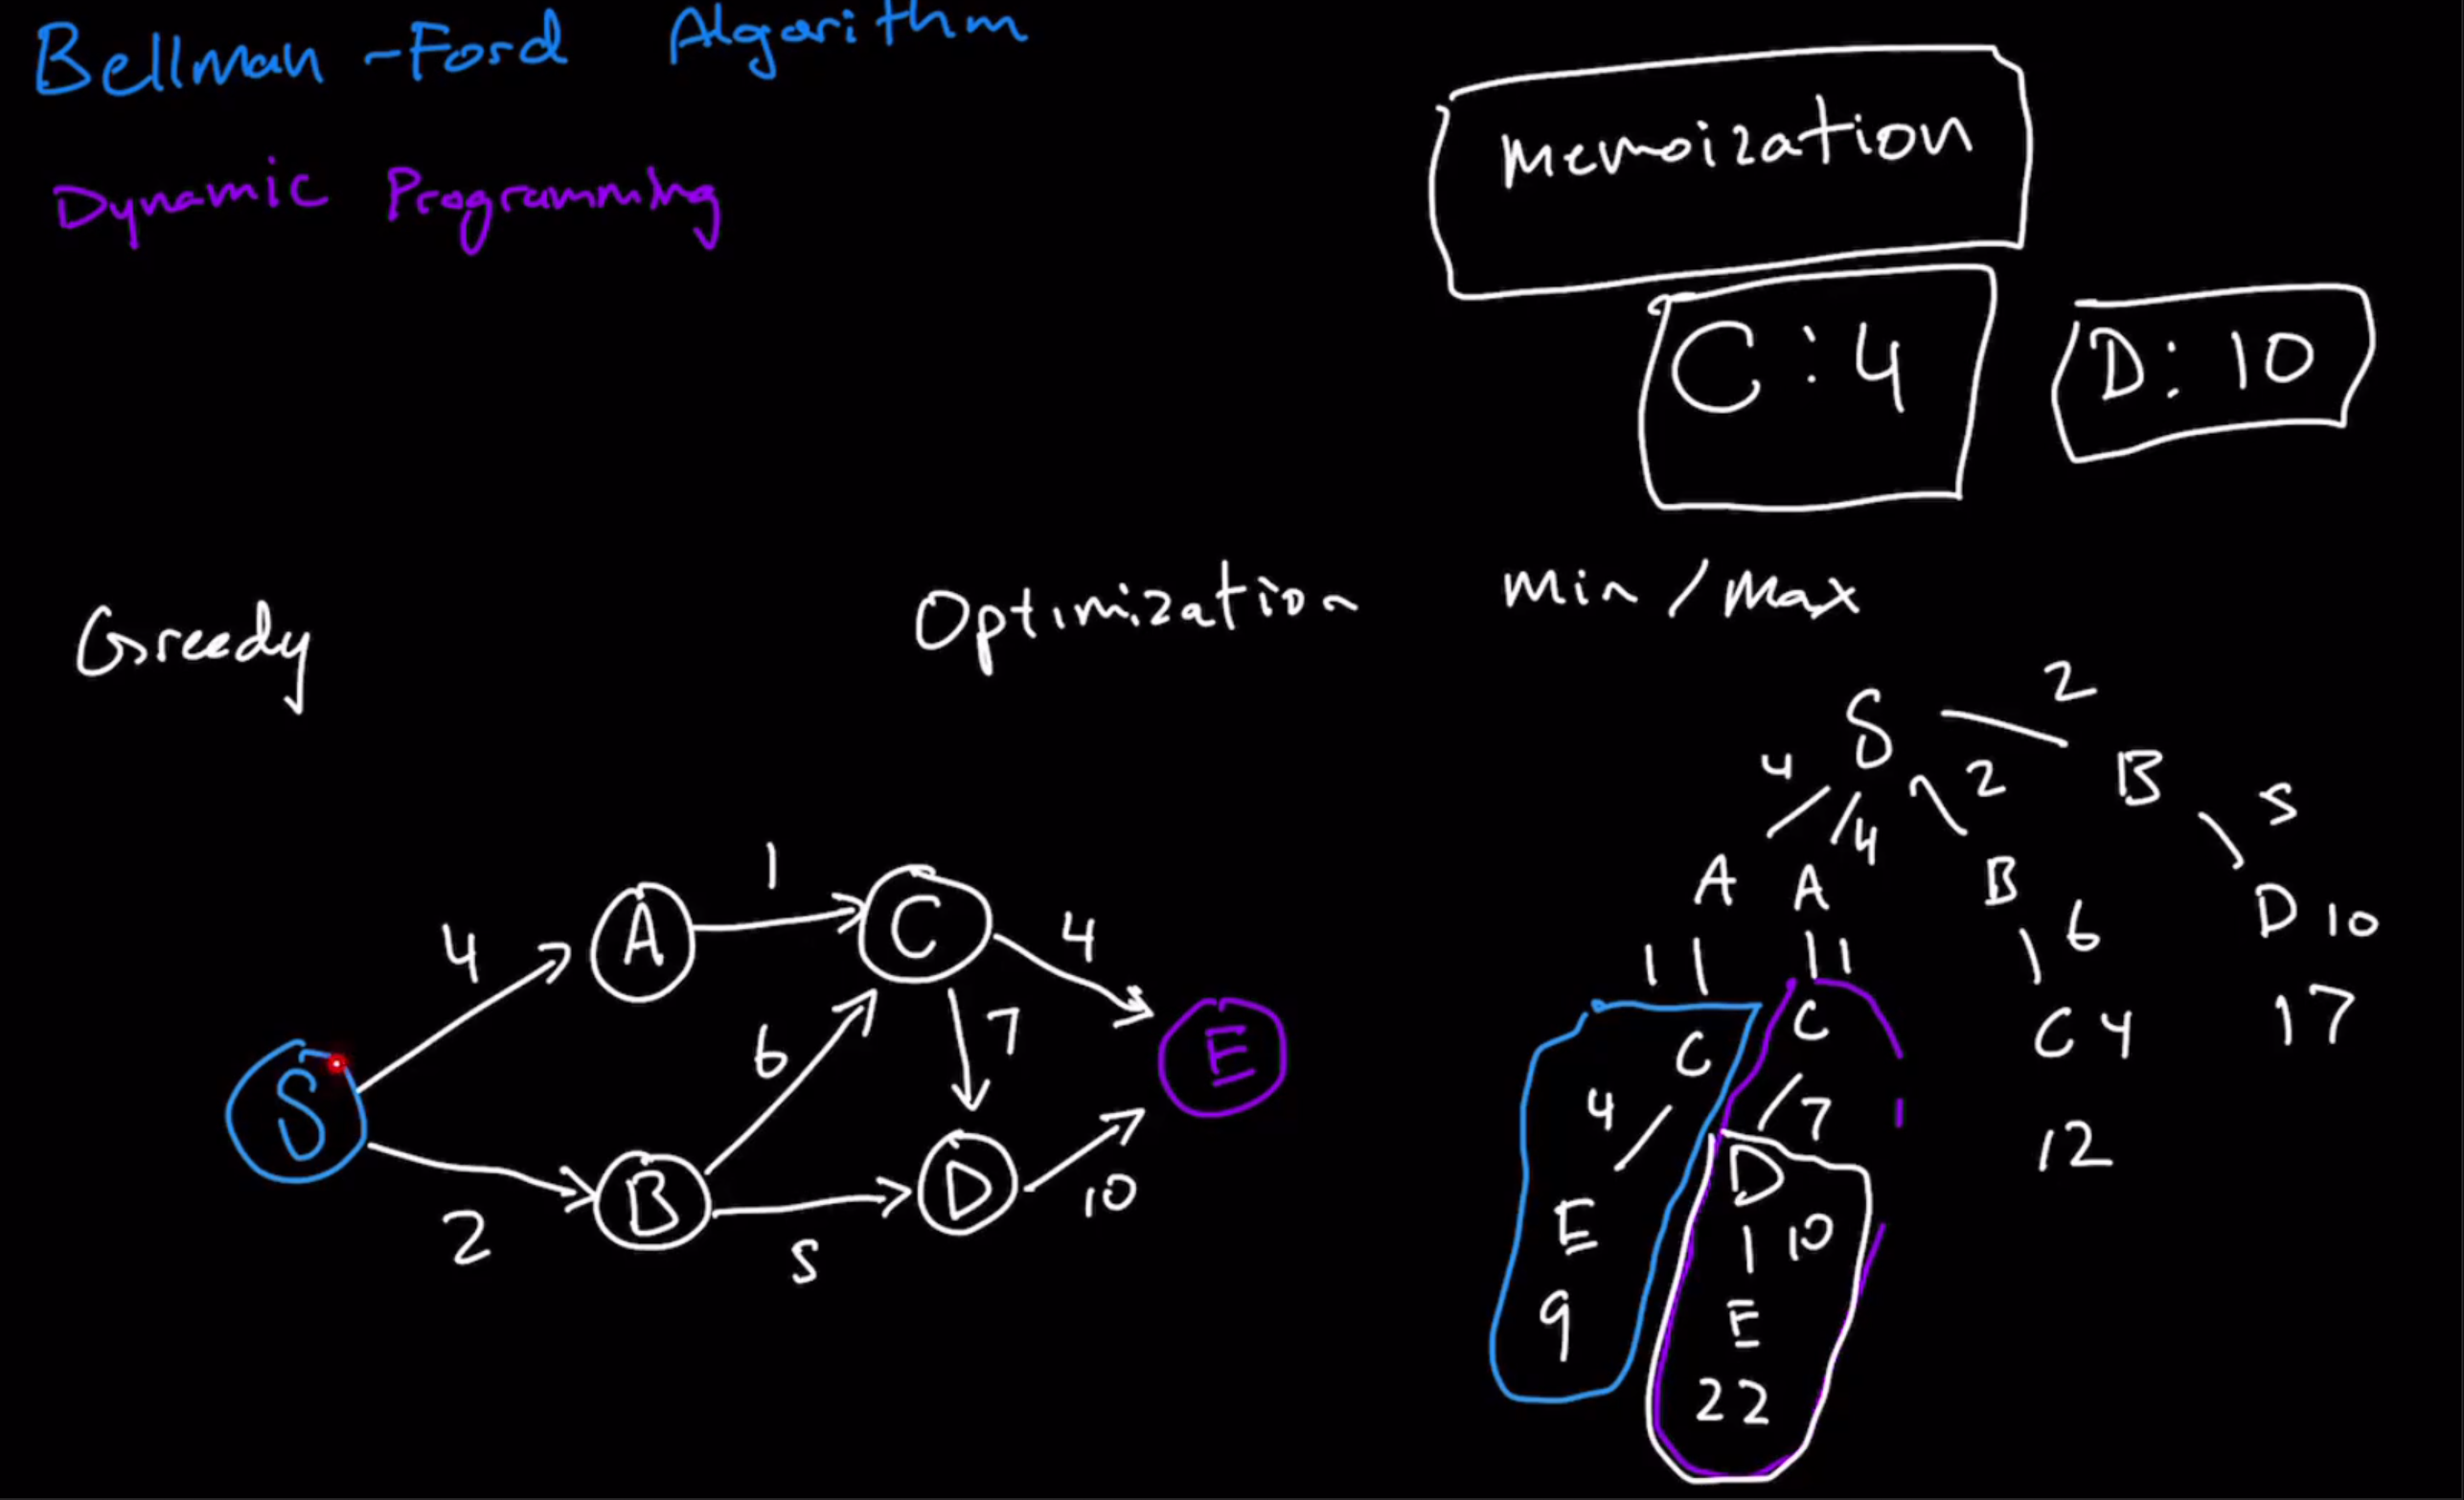 Bellman-Ford Algorithm
Dynamic Programming
Memoization
C : 4
D : 10
Greedy
Optimization Min / Max
4
1
4
A
C
6
7
E
S
B
D
2
5
10
S 2
4 4 2 B 5
A A B D 10
1 1 6 17
C C C 4
4 7 12
E D
9 10
E
22